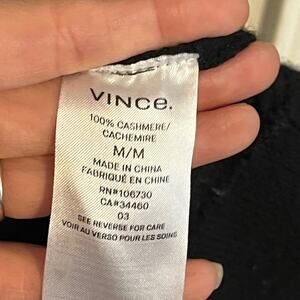 VINCE.
100% CASHMERE/
CACHEMIRE
M/M
MADE IN CHINA
FABRIQUÉ EN CHINE
RN#106730
CA#34460
03
SEE REVERSE FOR CARE
VOIR AU VERSO POUR LES SOINS